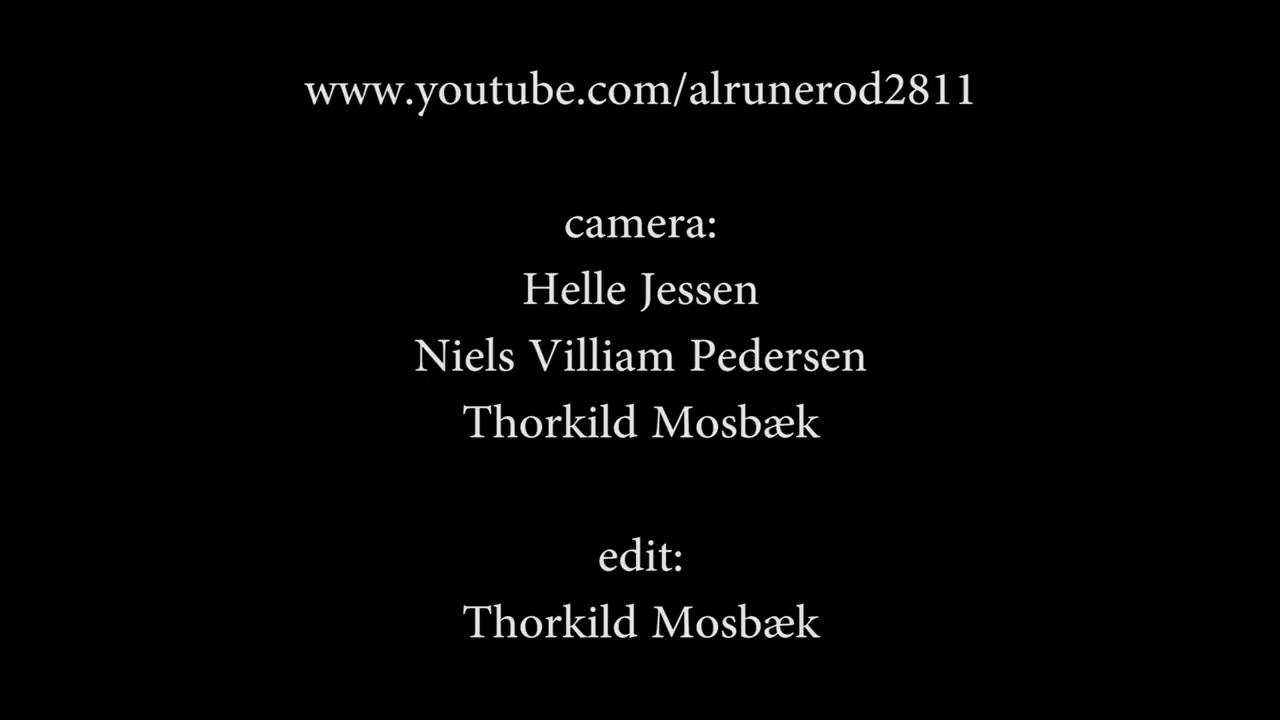 www.youtube.com/alrunerod2811
camera:
Helle Jessen
Niels Villiam Pedersen
Thorkild Mosbæk
edit:
Thorkild Mosbæk